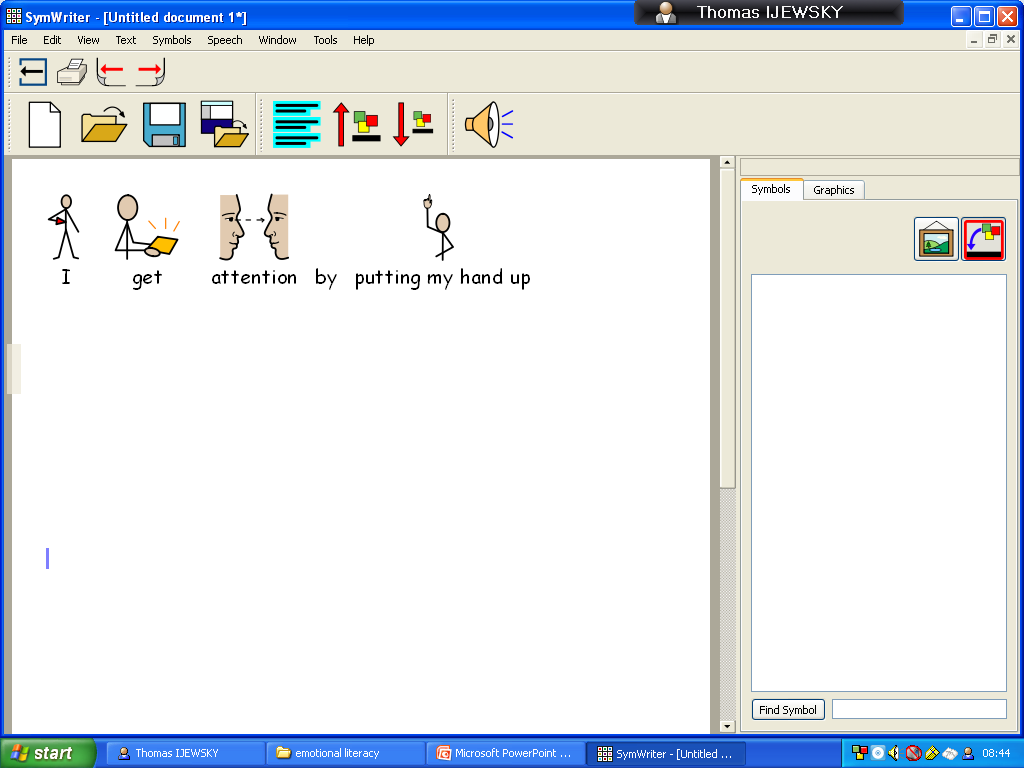 SymWriter - [Untitled document 1*]
Thomas IJEWSKY
File Edit View Text Symbols Speech Window Tools Help
Symbols Graphics
I get attention by putting my hand up
Find Symbol
start Thomas IJEWSKY emotional literacy Microsoft PowerPoint ... SymWriter - [Untitled ... 08:44